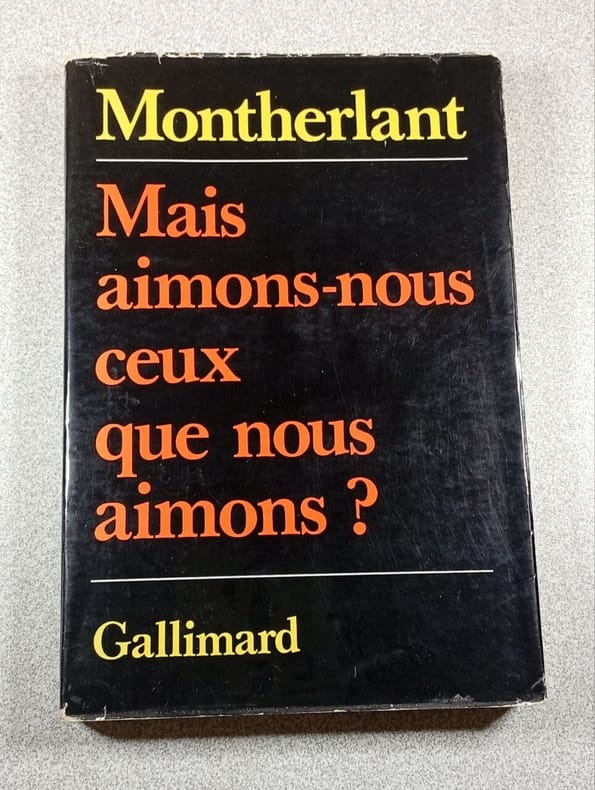 Montherlant
Mais
aimons-nous
ceux
que nous
aimons ?
Gallimard